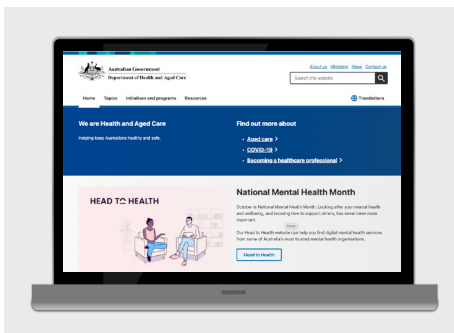 Australian Government
Department of Health and Aged Care
About us Ministers News Contact us
Search this website
Home Topics Initiatives and programs Resources
Translations
We are Health and Aged Care
Helping keep Australians healthy and safe.
Find out more about
• Aged care >
• COVID-19 >
• Becoming a healthcare professional >
HEAD TO HEALTH
National Mental Health Month
October is National Mental Health Month. Looking after your mental health
and wellbeing, and knowing how to support others, has never been more
important.
Our Head to Health website can help you find digital mental health services
from some of Australia's most trusted mental health organisations.
Head to Health